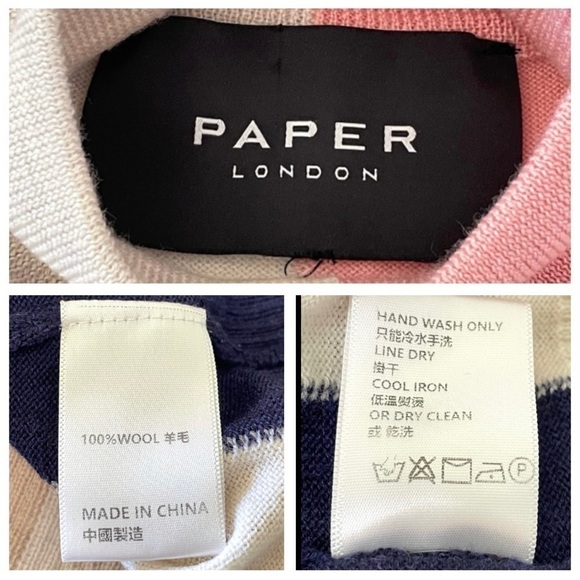 PAPER
LONDON
100%WOOL 羊毛
MADE IN CHINA
中國製造
HAND WASH ONLY
只能冷水手洗
LINE DRY
掛干
COOL IRON
低溫熨燙
OR DRY CLEAN
或 乾洗
P